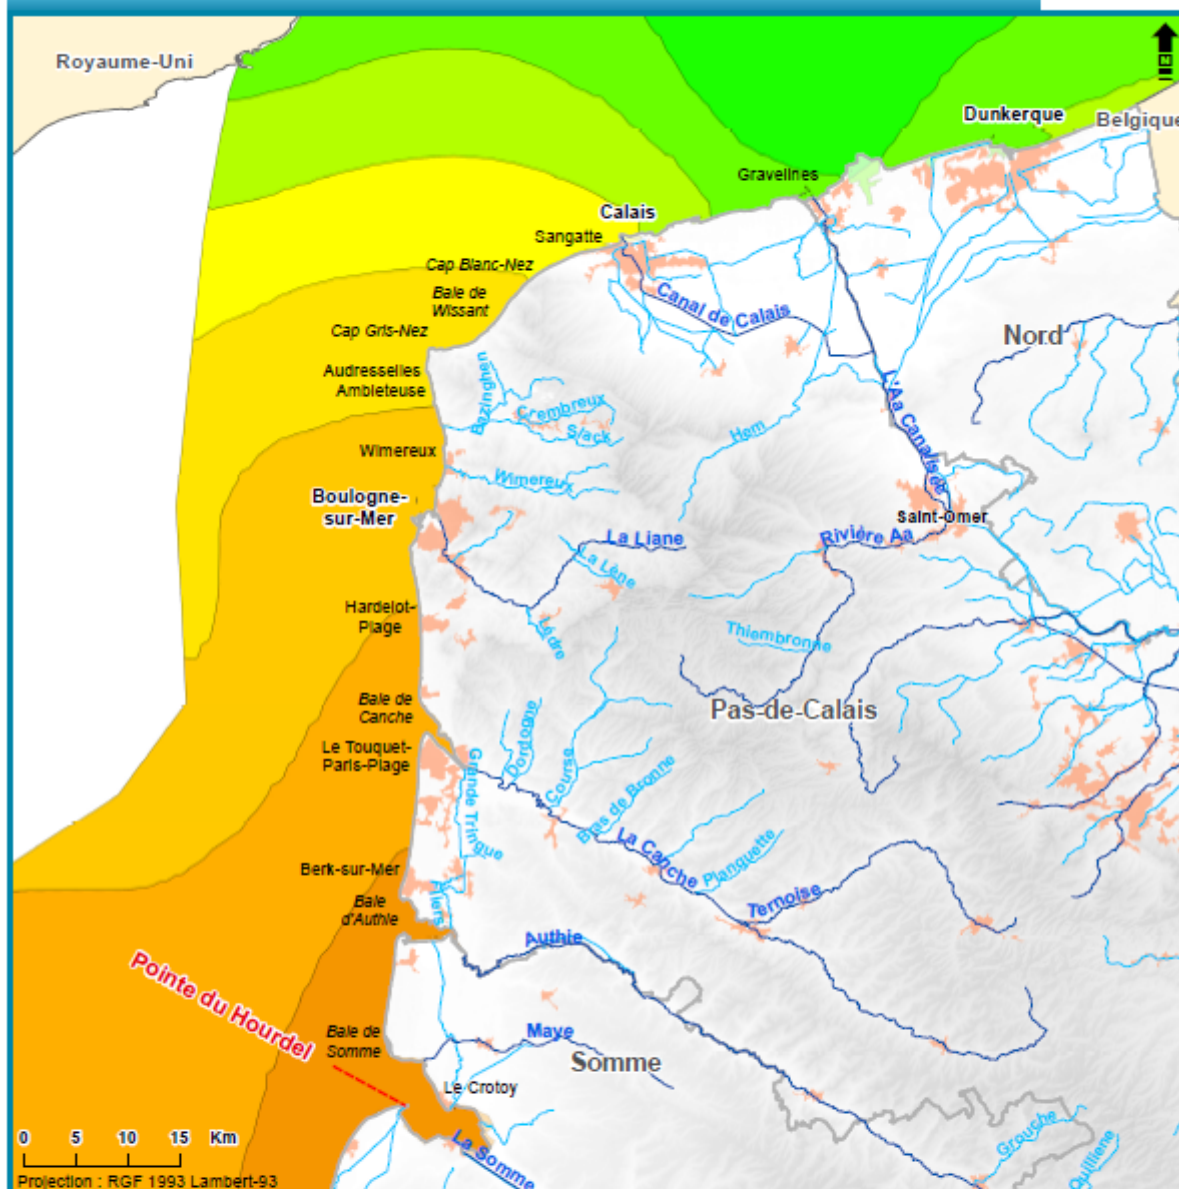 Royaume-Uni
N
Dunkerque
Belgique
Gravelines
Calais
Sangatte
Cap Blanc-Nez
Baie de
Wissant
Canal de Calais
Cap Gris-Nez
Nord
Audresselles
Ambleteuse
Bazinghen
Crembreux
Slack
Hem
L'Aa Canalisée
Wimereux
Wimereux
Boulogne-
sur-Mer
Saint-Omer
La Liane
Rivière Aa
La Lène
Hardelot-
Plage
Lèdre
Thiembronne
Baie de
Canche
Pas-de-Calais
Le Touquet-
Paris-Plage
Dordogne
Course
Grande Tringue
Bras de Bronne
La Canche
Planquette
Berk-sur-Mer
Ternoise
Baie
d'Authie
Fliers
Authie
Pointe du Hourdel
Baie de
Somme
Maye
Somme
Le Crotoy
La Somme
Grouche
Quilliene
0 5 10 15 Km
Projection : RGF 1993 Lambert-93